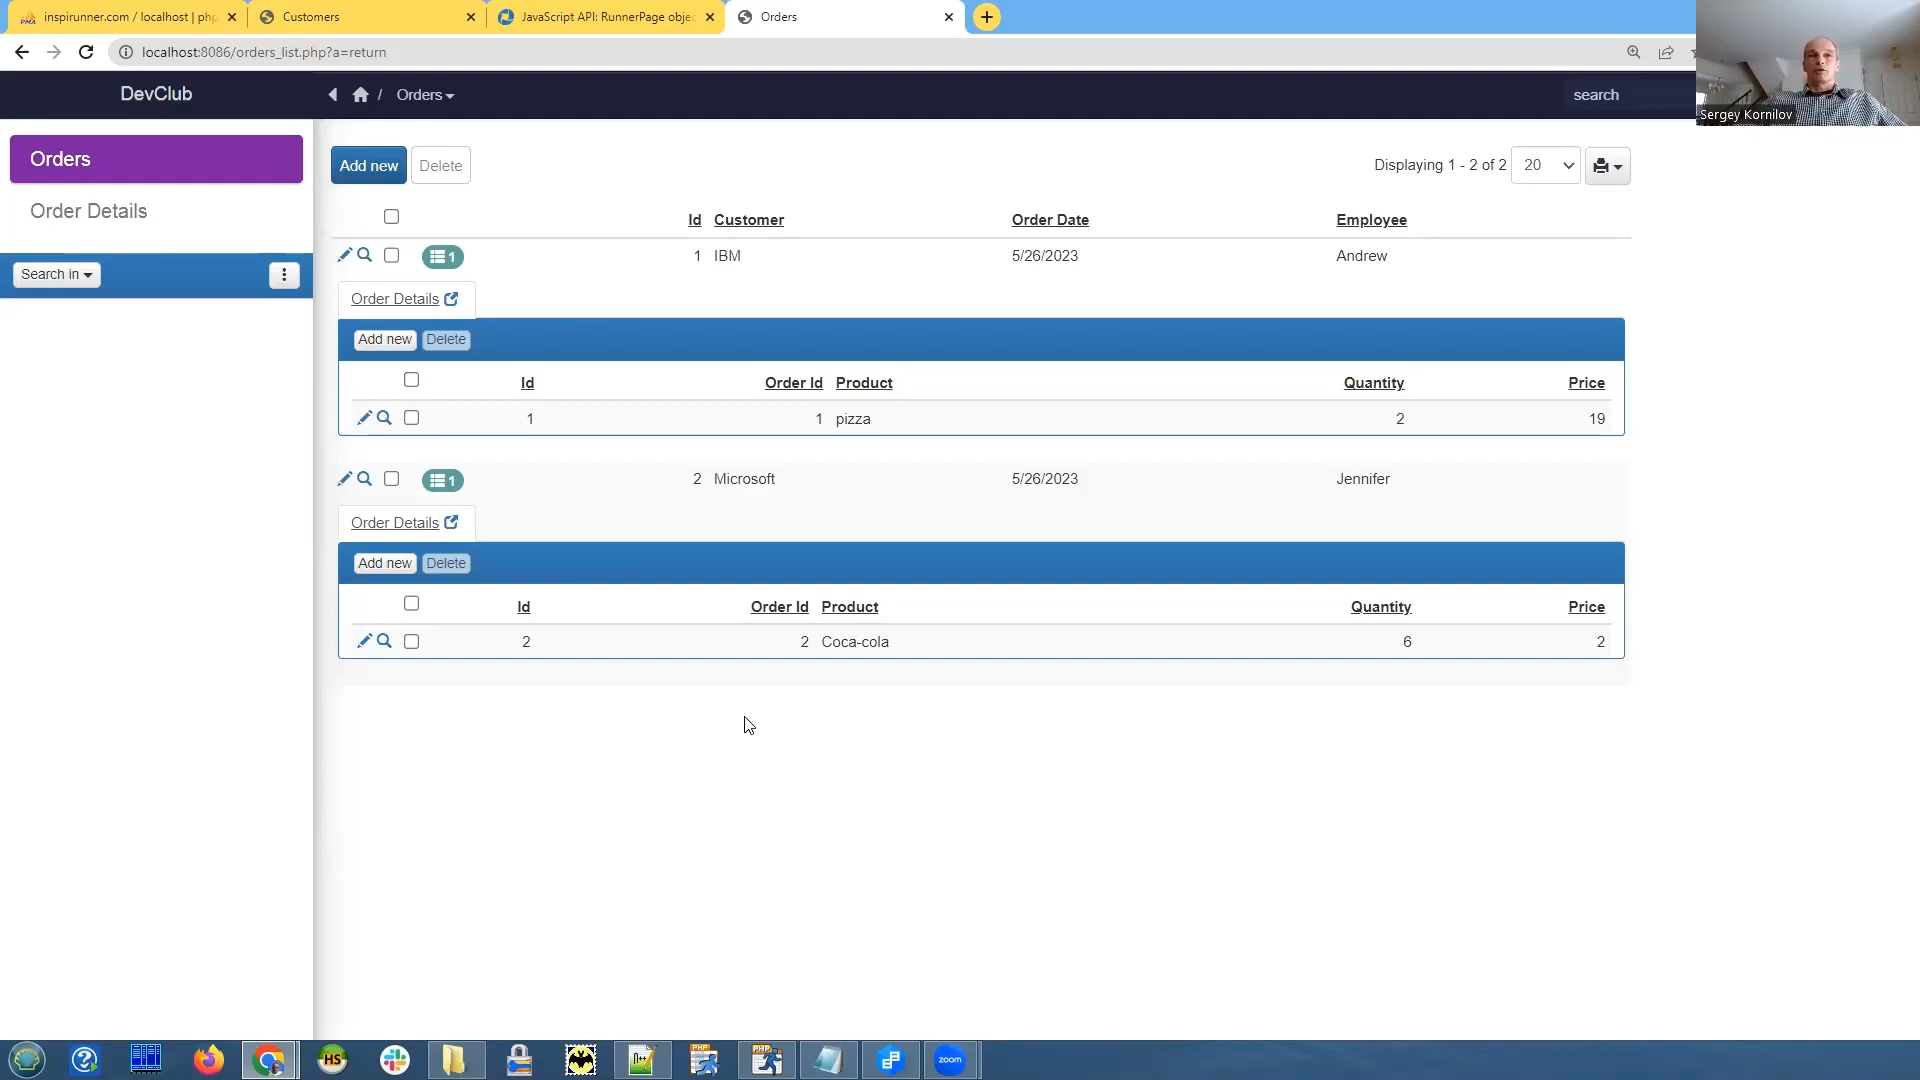 inspirunner.com / localhost | php
Customers
JavaScript API: RunnerPage objec
Orders
localhost:8086/orders_list.php?a=return
DevClub
/ Orders
search
Sergey Kornilov
Orders
Order Details
Search in
Add new
Delete
Displaying 1 - 2 of 2
20
Id Customer Order Date Employee
1 1 IBM 5/26/2023 Andrew
Order Details
Add new Delete
Id Order Id Product Quantity Price
1 1 pizza 2 19
1 2 Microsoft 5/26/2023 Jennifer
Order Details
Add new Delete
Id Order Id Product Quantity Price
2 2 Coca-cola 6 2
HS
n++
PHP
PHP
zoom